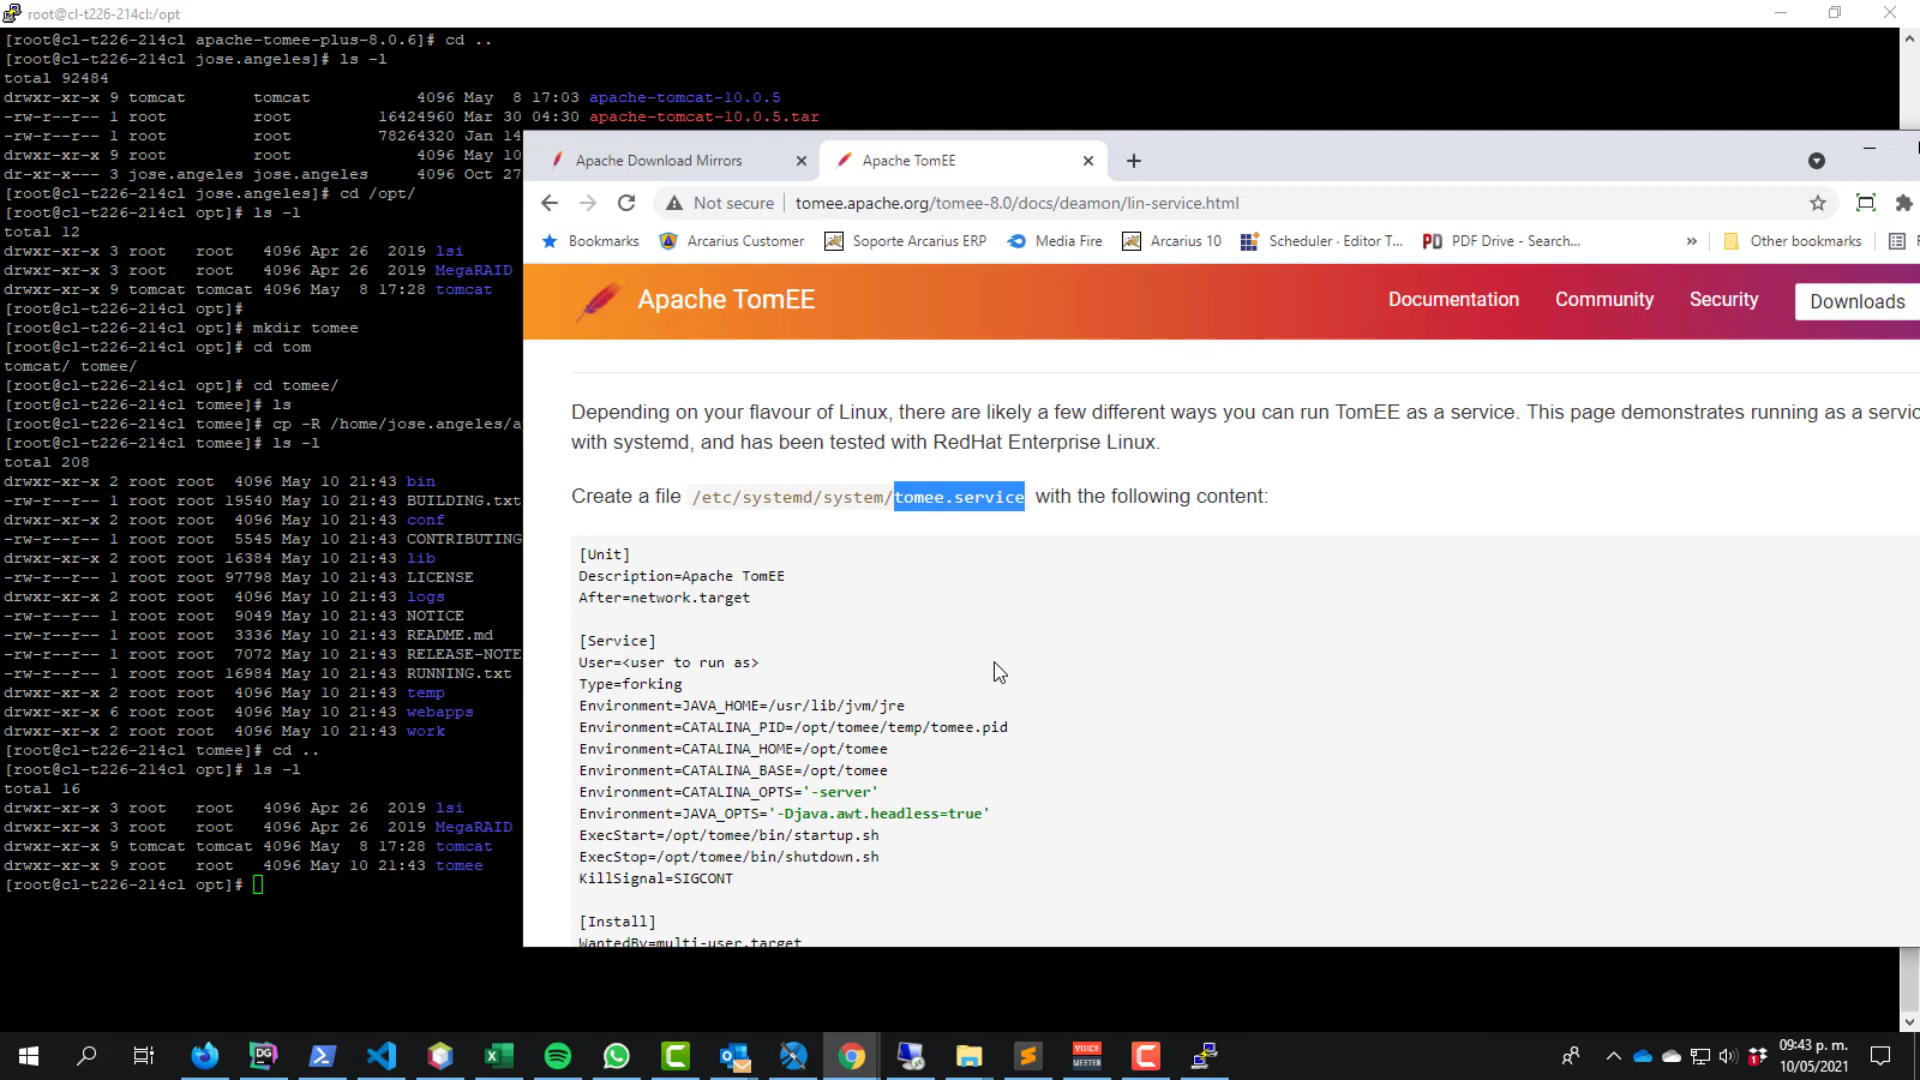 root@cl-t226-214cl:/opt
[root@cl-t226-214cl apache-tomee-plus-8.0.6]# cd ..
[root@cl-t226-214cl jose.angeles]# ls -l
total 92484
drwxr-xr-x 9 tomcat tomcat 4096 May 8 17:03 apache-tomcat-10.0.5
-rw-r--r-- 1 root root 16424960 Mar 30 04:30 apache-tomcat-10.0.5.tar
-rw-r--r-- 1 root root 78264320 Jan 14
drwxr-xr-x 9 root root 4096 May 10
dr-xr-x--- 3 jose.angeles jose.angeles 4096 Oct 27
[root@cl-t226-214cl jose.angeles]# cd /opt/
[root@cl-t226-214cl opt]# ls -l
total 12
drwxr-xr-x 3 root root 4096 Apr 26 2019 lsi
drwxr-xr-x 3 root root 4096 Apr 26 2019 MegaRAID
drwxr-xr-x 9 tomcat tomcat 4096 May 8 17:28 tomcat
[root@cl-t226-214cl opt]#
[root@cl-t226-214cl opt]# mkdir tomee
[root@cl-t226-214cl opt]# cd tom
tomcat/ tomee/
[root@cl-t226-214cl opt]# cd tomee/
[root@cl-t226-214cl tomee]# ls
[root@cl-t226-214cl tomee]# cp -R /home/jose.angeles/a
[root@cl-t226-214cl tomee]# ls -l
total 208
drwxr-xr-x 2 root root 4096 May 10 21:43 bin
-rw-r--r-- 1 root root 19540 May 10 21:43 BUILDING.txt
drwxr-xr-x 2 root root 4096 May 10 21:43 conf
-rw-r--r-- 1 root root 5545 May 10 21:43 CONTRIBUTING
drwxr-xr-x 2 root root 16384 May 10 21:43 lib
-rw-r--r-- 1 root root 97798 May 10 21:43 LICENSE
drwxr-xr-x 2 root root 4096 May 10 21:43 logs
-rw-r--r-- 1 root root 9049 May 10 21:43 NOTICE
-rw-r--r-- 1 root root 3336 May 10 21:43 README.md
-rw-r--r-- 1 root root 7072 May 10 21:43 RELEASE-NOTE
-rw-r--r-- 1 root root 16984 May 10 21:43 RUNNING.txt
drwxr-xr-x 2 root root 4096 May 10 21:43 temp
drwxr-xr-x 6 root root 4096 May 10 21:43 webapps
drwxr-xr-x 2 root root 4096 May 10 21:43 work
[root@cl-t226-214cl tomee]# cd ..
[root@cl-t226-214cl opt]# ls -l
total 16
drwxr-xr-x 3 root root 4096 Apr 26 2019 lsi
drwxr-xr-x 3 root root 4096 Apr 26 2019 MegaRAID
drwxr-xr-x 9 tomcat tomcat 4096 May 8 17:28 tomcat
drwxr-xr-x 9 root root 4096 May 10 21:43 tomee
[root@cl-t226-214cl opt]#
Apache Download Mirrors Apache TomEE
Not secure tomee.apache.org/tomee-8.0/docs/deamon/lin-service.html
Bookmarks Arcarius Customer Soporte Arcarius ERP Media Fire Arcarius 10 Scheduler · Editor T... PDF Drive - Search... » Other bookmarks
Apache TomEE Documentation Community Security Downloads
Depending on your flavour of Linux, there are likely a few different ways you can run TomEE as a service. This page demonstrates running as a servic
with systemd, and has been tested with RedHat Enterprise Linux.
Create a file /etc/systemd/system/tomee.service with the following content:
[Unit]
Description=Apache TomEE
After=network.target
[Service]
User=<user to run as>
Type=forking
Environment=JAVA_HOME=/usr/lib/jvm/jre
Environment=CATALINA_PID=/opt/tomee/temp/tomee.pid
Environment=CATALINA_HOME=/opt/tomee
Environment=CATALINA_BASE=/opt/tomee
Environment=CATALINA_OPTS='-server'
Environment=JAVA_OPTS='-Djava.awt.headless=true'
ExecStart=/opt/tomee/bin/startup.sh
ExecStop=/opt/tomee/bin/shutdown.sh
KillSignal=SIGCONT
[Install]
WantedBy=multi-user.target
DG
VOICE
MEETER
09:43 p. m.
10/05/2021